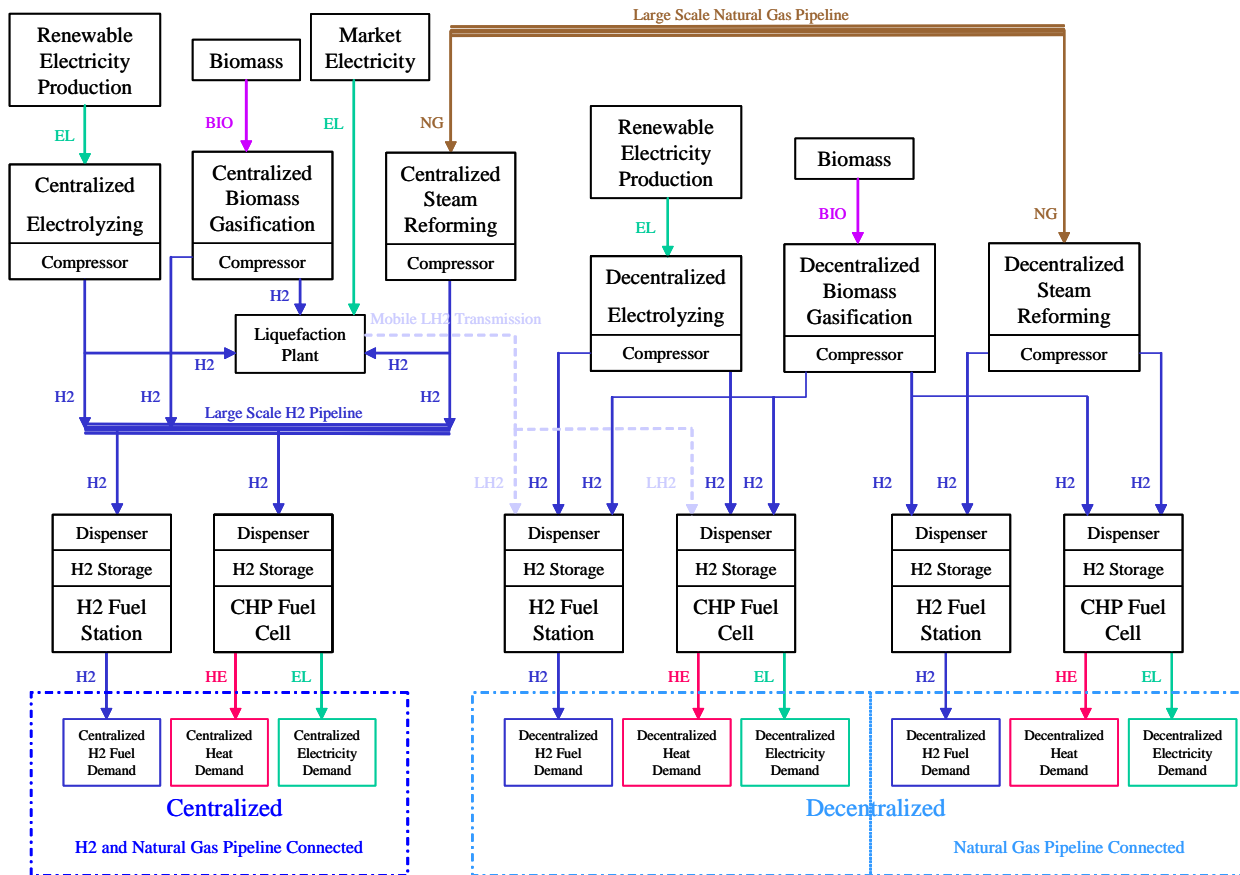 Large Scale Natural Gas Pipeline
Renewable
Electricity
Production
Biomass
Market
Electricity
EL
BIO
EL
NG
Renewable
Electricity
Production
Biomass
Centralized
Electrolyzing
Compressor
Centralized
Biomass
Gasification
Compressor
Centralized
Steam
Reforming
Compressor
EL
BIO
NG
Decentralized
Electrolyzing
Compressor
Decentralized
Biomass
Gasification
Compressor
Decentralized
Steam
Reforming
Compressor
H2
Mobile LH2 Transmission
Liquefaction
Plant
H2
H2
H2
H2
H2
Large Scale H2 Pipeline
H2
H2
LH2
H2
H2
LH2
H2
H2
H2
H2
H2
H2
Dispenser
H2 Storage
H2 Fuel
Station
Dispenser
H2 Storage
CHP Fuel
Cell
Dispenser
H2 Storage
H2 Fuel
Station
Dispenser
H2 Storage
CHP Fuel
Cell
Dispenser
H2 Storage
H2 Fuel
Station
Dispenser
H2 Storage
CHP Fuel
Cell
H2
HE
EL
H2
HE
EL
H2
HE
EL
Centralized
H2 Fuel
Demand
Centralized
Heat
Demand
Centralized
Electricity
Demand
Decentralized
H2 Fuel
Demand
Decentralized
Heat
Demand
Decentralized
Electricity
Demand
Decentralized
H2 Fuel
Demand
Decentralized
Heat
Demand
Decentralized
Electricity
Demand
Centralized
Decentralized
H2 and Natural Gas Pipeline Connected
Natural Gas Pipeline Connected